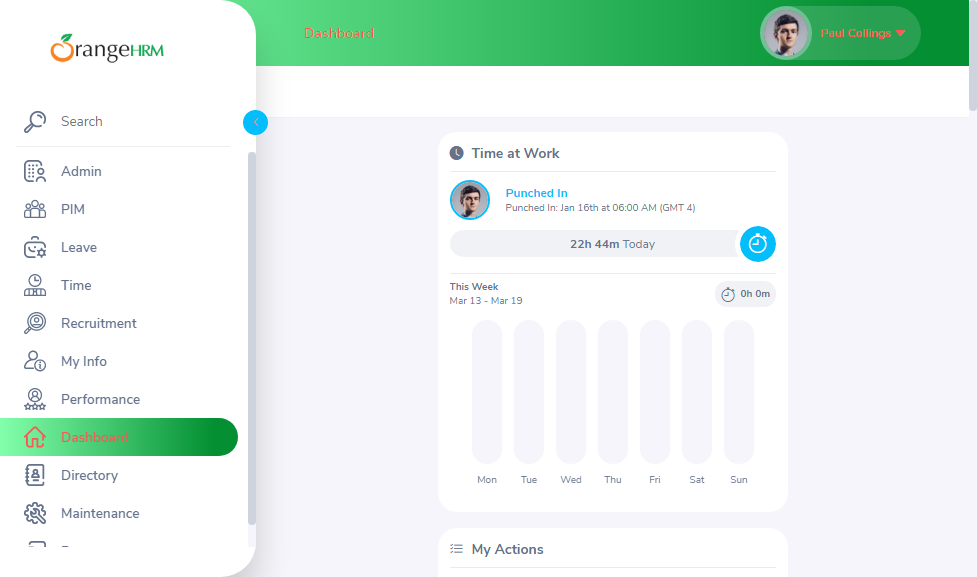 OrangeHRM
Search
Admin
PIM
Leave
Time
Recruitment
My Info
Performance
Dashboard
Directory
Maintenance
Dashboard
Paul Collings
Time at Work
Punched In
Punched In: Jan 16th at 06:00 AM (GMT 4)
22h 44m Today
This Week
Mar 13 - Mar 19
0h 0m
Mon Tue Wed Thu Fri Sat Sun
My Actions